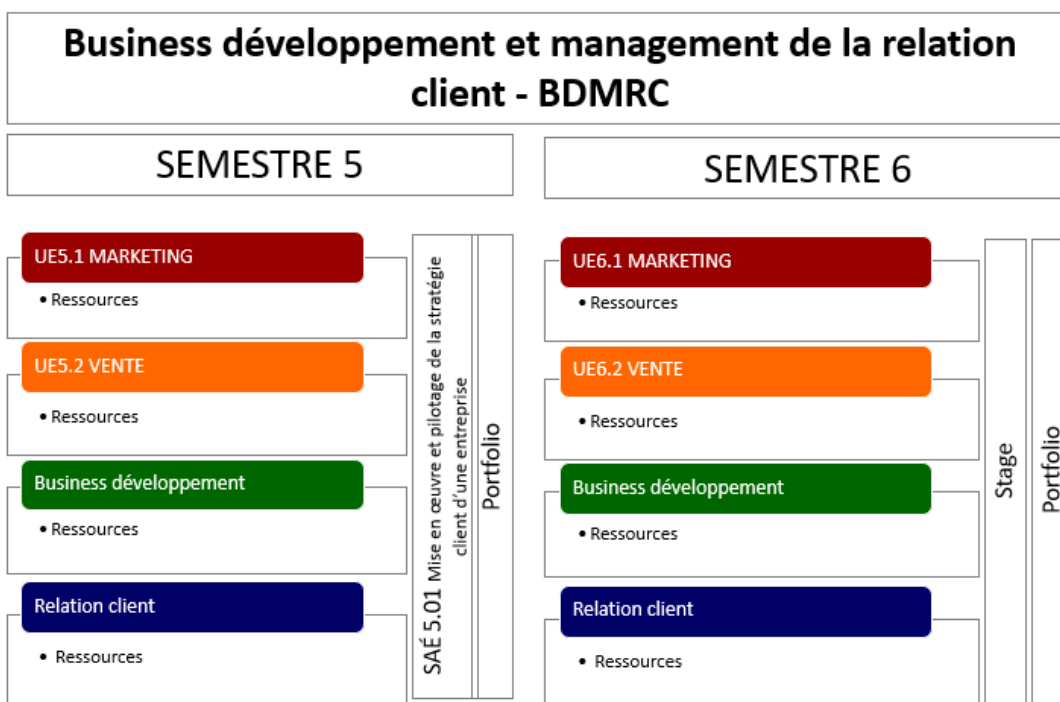 Business développement et management de la relation
client - BDMRC
SEMESTRE 5
UE5.1 MARKETING
• Ressources
UE5.2 VENTE
• Ressources
Business développement
• Ressources
Relation client
• Ressources
SAÉ 5.01 Mise en œuvre et pilotage de la stratégie
client d'une entreprise
Portfolio
SEMESTRE 6
UE6.1 MARKETING
• Ressources
UE6.2 VENTE
• Ressources
Business développement
• Ressources
Relation client
• Ressources
Stage
Portfolio